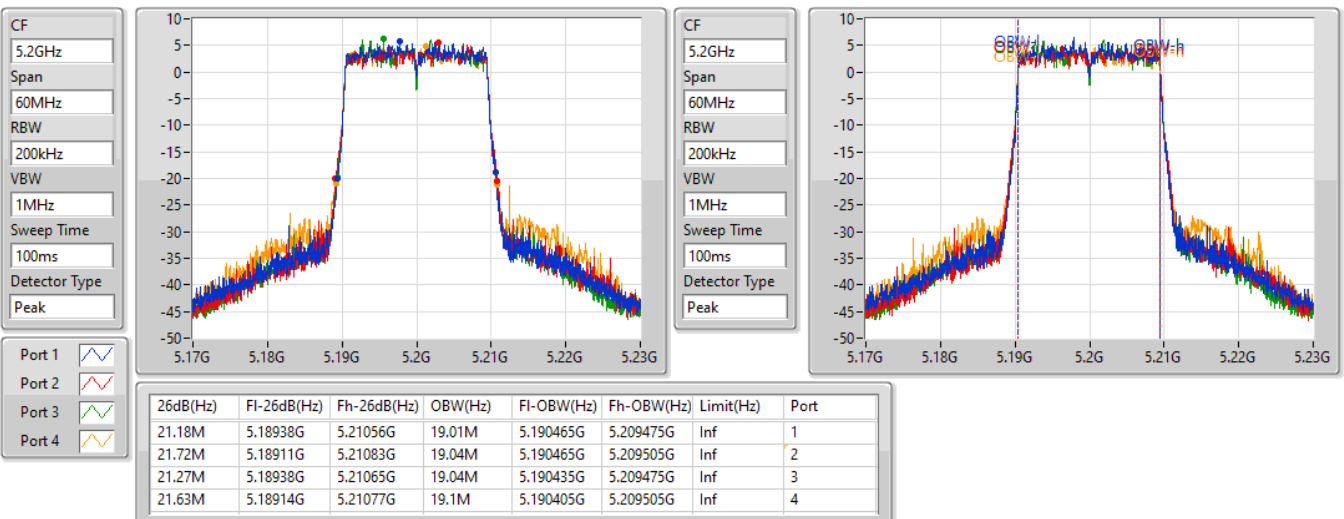 CF
5.2GHz
Span
60MHz
RBW
200kHz
VBW
1MHz
Sweep Time
100ms
Detector Type
Peak
10
5
0
-5
-10
-15
-20
-25
-30
-35
-40
-45
-50
5.17G 5.18G 5.19G 5.2G 5.21G 5.22G 5.23G
CF
5.2GHz
Span
60MHz
RBW
200kHz
VBW
1MHz
Sweep Time
100ms
Detector Type
Peak
10
5
0
-5
-10
-15
-20
-25
-30
-35
-40
-45
-50
OBW-h
5.17G 5.18G 5.19G 5.2G 5.21G 5.22G 5.23G
Port 1
Port 2
Port 3
Port 4
26dB(Hz) Fl-26dB(Hz) Fh-26dB(Hz) OBW(Hz) Fl-OBW(Hz) Fh-OBW(Hz) Limit(Hz) Port
21.18M 5.18938G 5.21056G 19.01M 5.190465G 5.209475G Inf 1
21.72M 5.18911G 5.21083G 19.04M 5.190465G 5.209505G Inf 2
21.27M 5.18938G 5.21065G 19.04M 5.190435G 5.209475G Inf 3
21.63M 5.18914G 5.21077G 19.1M 5.190405G 5.209505G Inf 4